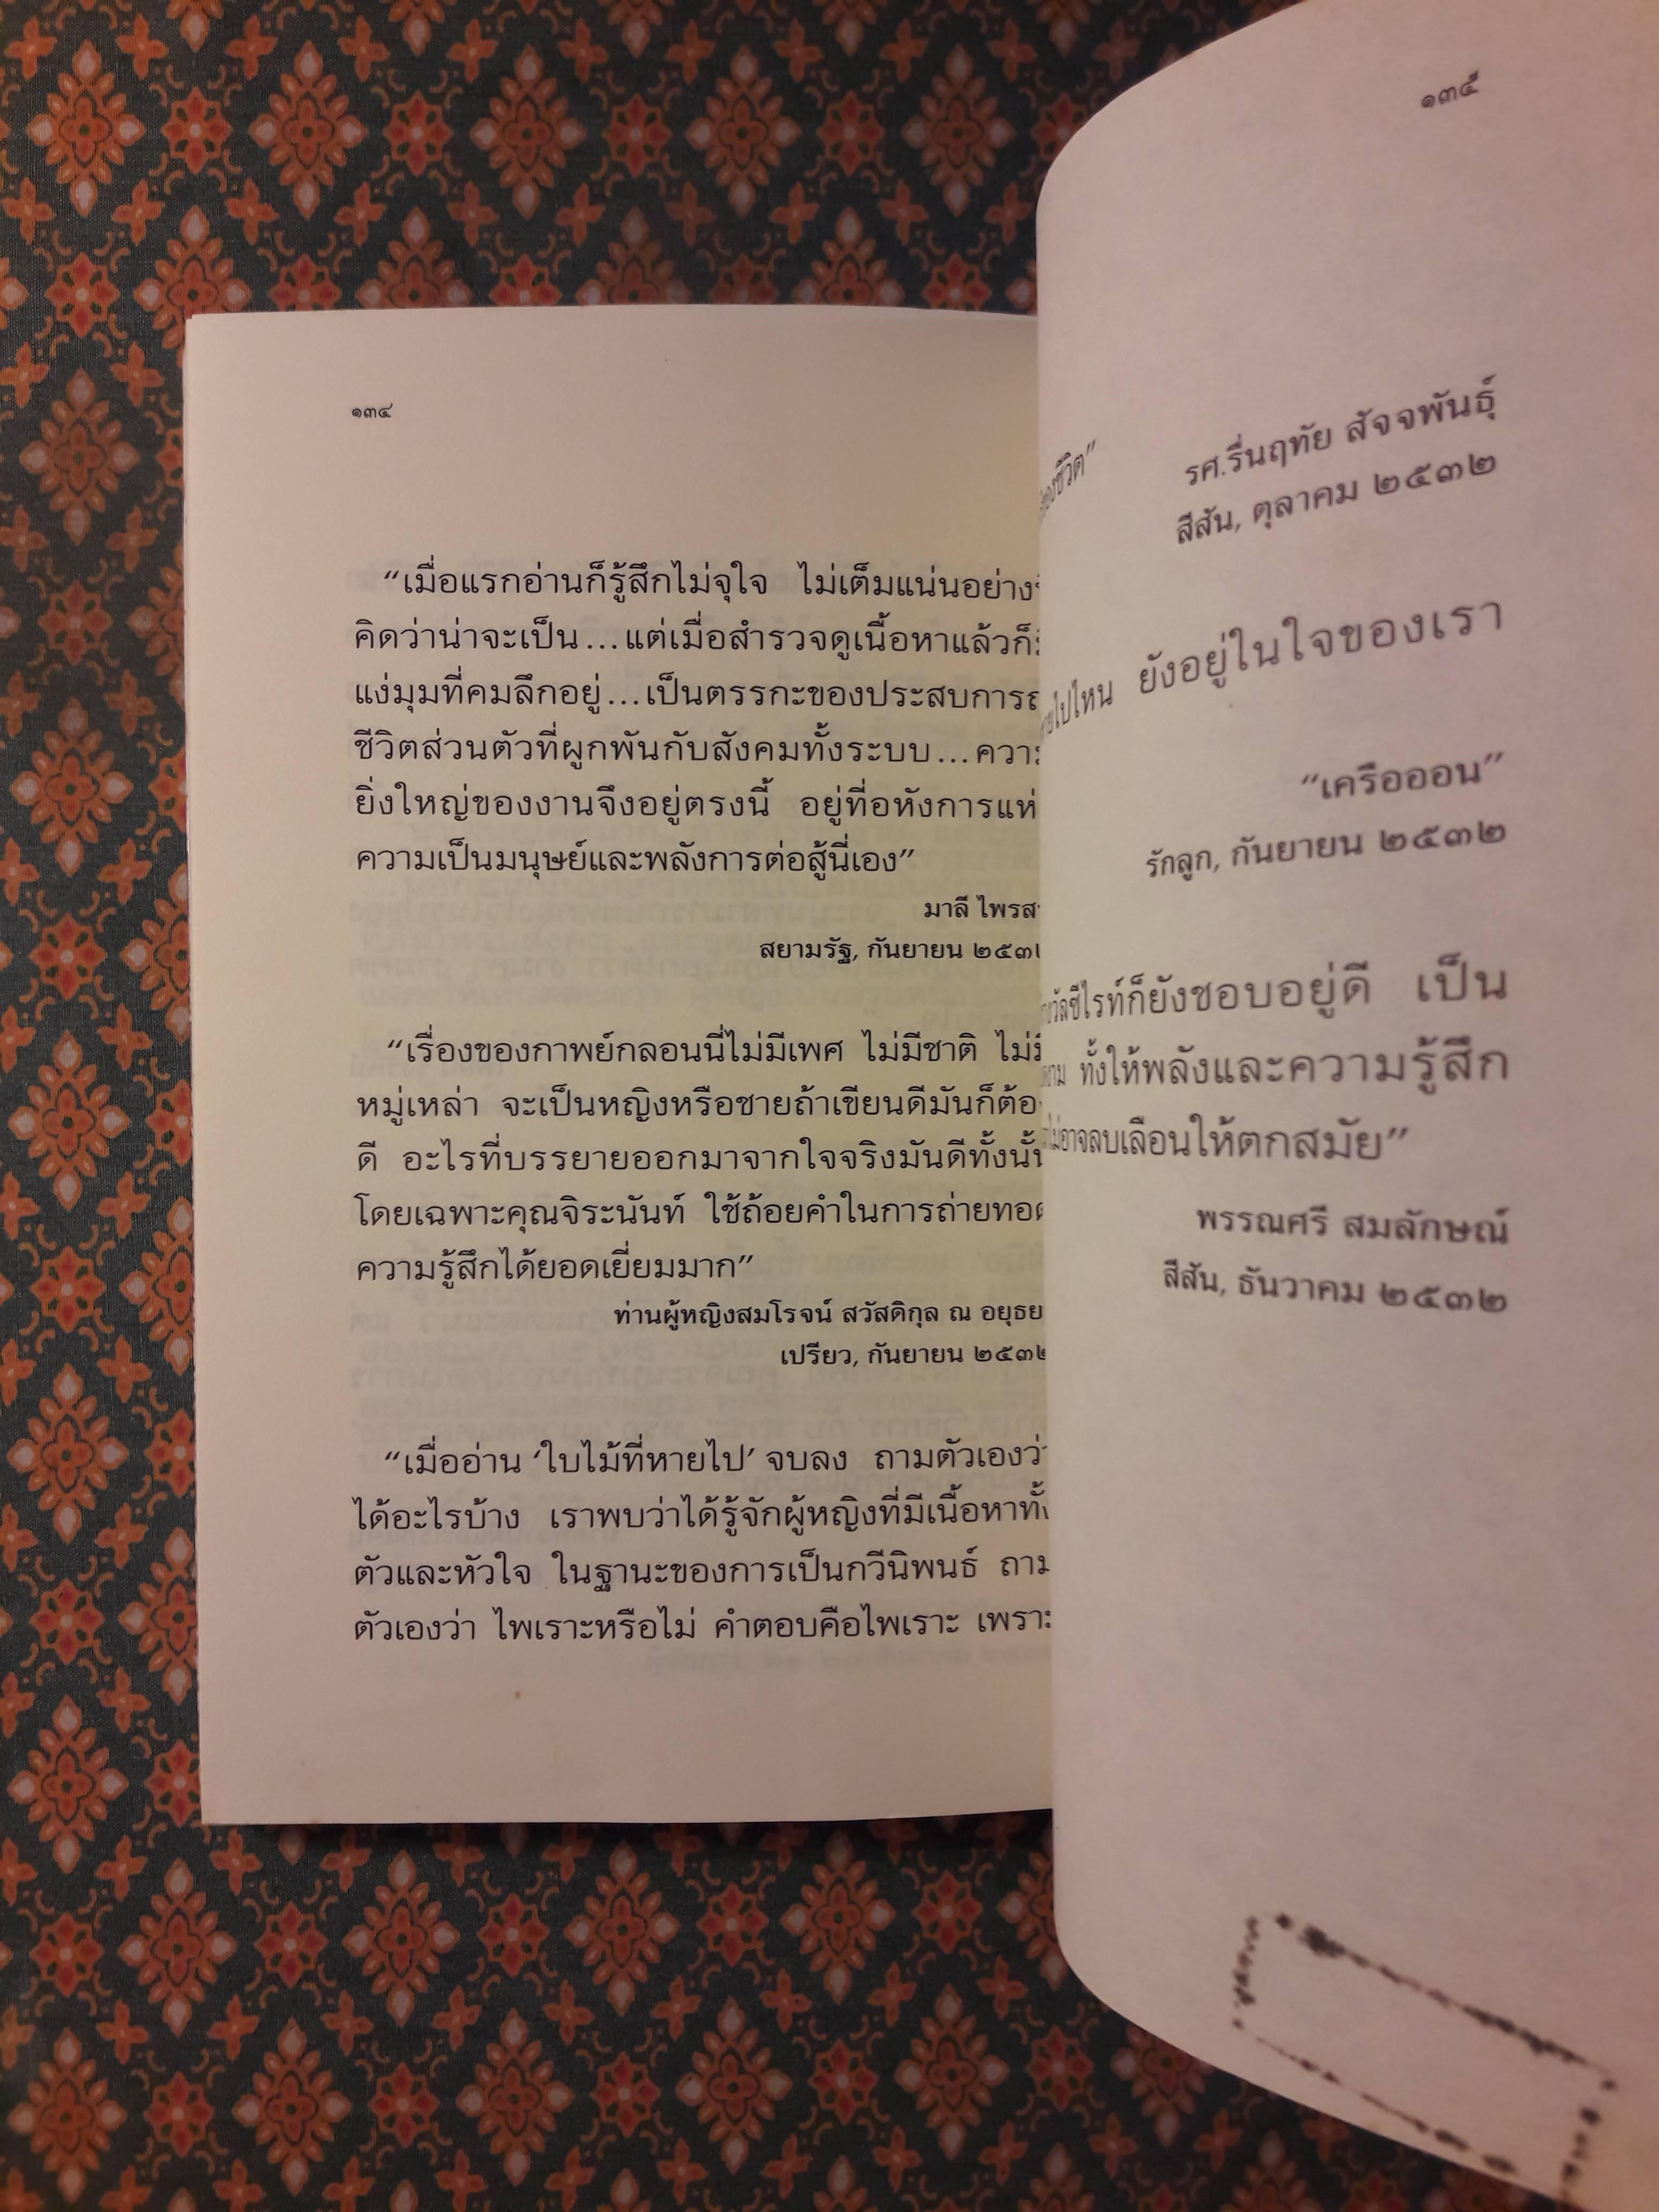 ๑๓๔
“เมื่อแรกอ่านก็รู้สึกไม่จุใจ ไม่เต็มแน่นอย่าง
คิดว่าน่าจะเป็น...แต่เมื่อสำรวจดูเนื้อหาแล้วก็
แง่มุมที่คมลึกอยู่...เป็นตรรกะของ
ชีวิตส่วนตัวที่ผูกพันกับสังคมทั้งระบบ...
ยิ่งใหญ่ของงานจึงอยู่ตรงนี้ อยู่ที่อหังการแห่
ความเป็นมนุษย์และพลังการต่อสู้นี่เอง”
มาลี
สยามรัฐ, กันยายน ๒๕๓๒
“เรื่องของกาพย์กลอนนี่ไม่มีเพศ ไม่มีชาติ
หมู่เหล่า จะเป็นหญิงหรือชายถ้าเขียนดีมันก็ต้อ
ดี อะไรที่บรรยายออกมาจากใจจริงมันดีทั้งนั้น
โดยเฉพาะคุณจิระนันท์ ใช้ถ้อยคำในการถ่ายทอด
ความรู้สึกได้ยอดเยี่ยมมาก”
ท่านผู้หญิงสมโรจน์ สวัสดิกุล ณ อยุธย
เปรียว, กันยายน ๒๕๓๒
“เมื่ออ่าน ‘ใบไม้ที่หายไป’ จบลง ถามตัวเองว่
ได้อะไรบ้าง เราพบว่าได้รู้จักผู้หญิงที่มีเนื้อหาทั้ง
ตัวและหัวใจ ในฐานะของการเป็นกวีนิพนธ์ ถาม
ตัวเองว่า ไพเราะหรือไม่ คำตอบคือไพเราะ เพราะ
๑๓๕
ชีวิต”
รศ.รื่นฤทัย สัจจพันธุ์
สีสัน, ตุลาคม ๒๕๓๒
ไปไหน ยังอยู่ในใจของเรา
“เครือออน”
รักลูก, กันยายน ๒๕๓๒
ซีไรท์ก็ยังชอบอยู่ดี เป็น
ทั้งให้พลังและความรู้สึก
ไม่อาจลบเลือนให้ตกสมัย”
พรรณศรี สมลักษณ์
สีสัน, ธันวาคม ๒๕๓๒